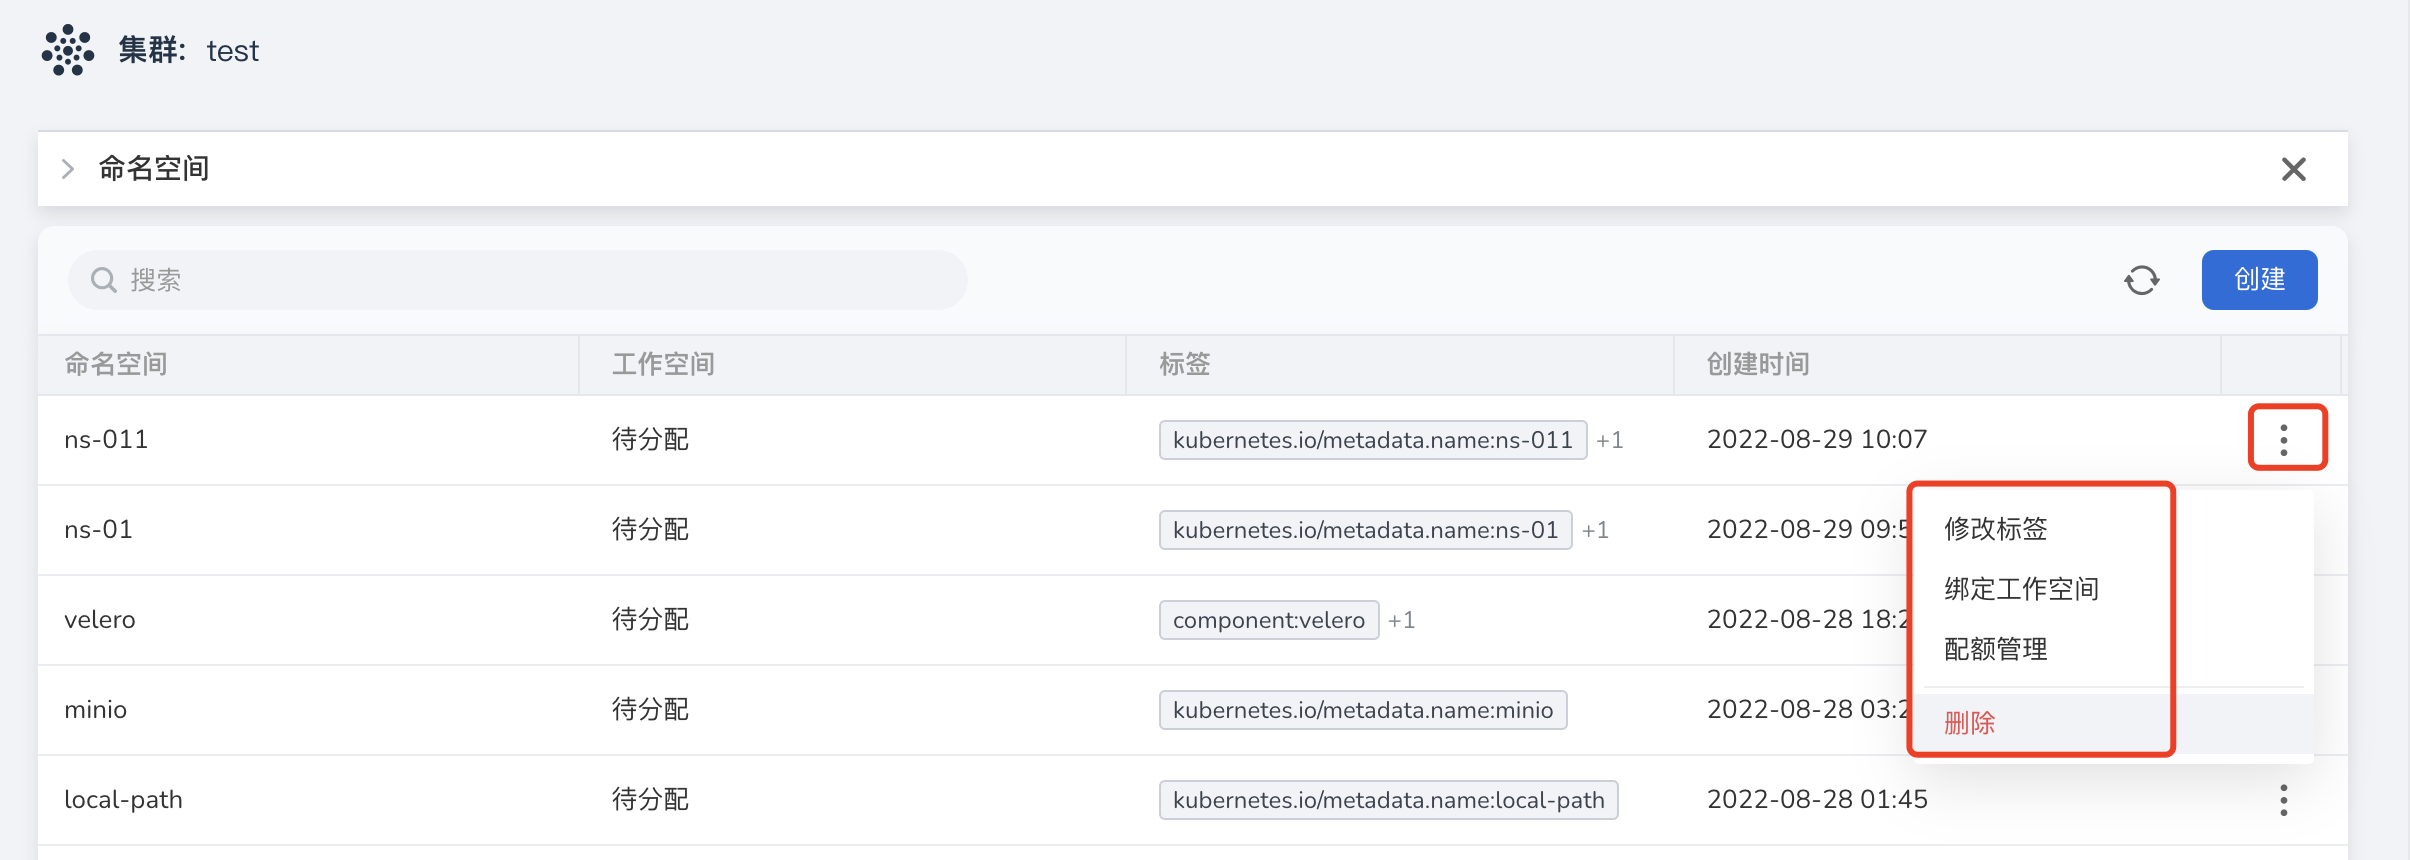 集群: test
命名空间
搜索
创建
命名空间 工作空间 标签 创建时间
ns-011 待分配 kubernetes.io/metadata.name:ns-011 +1 2022-08-29 10:07
ns-01 待分配 kubernetes.io/metadata.name:ns-01 +1 2022-08-29 09:5
修改标签
绑定工作空间
velero 待分配 component:velero +1 2022-08-28 18:2
配额管理
minio 待分配 kubernetes.io/metadata.name:minio 2022-08-28 03:2
删除
local-path 待分配 kubernetes.io/metadata.name:local-path 2022-08-28 01:45